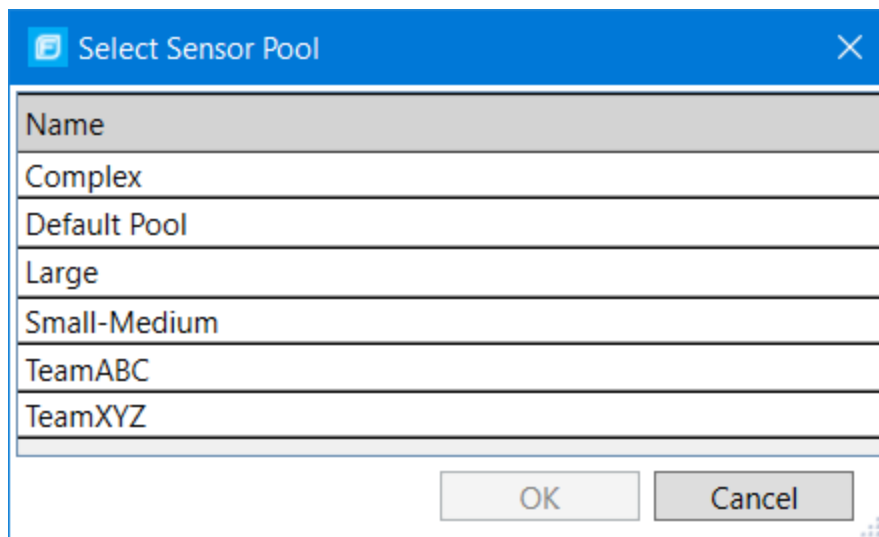 Select Sensor Pool
Name
Complex
Default Pool
Large
Small-Medium
TeamABC
TeamXYZ
OK Cancel